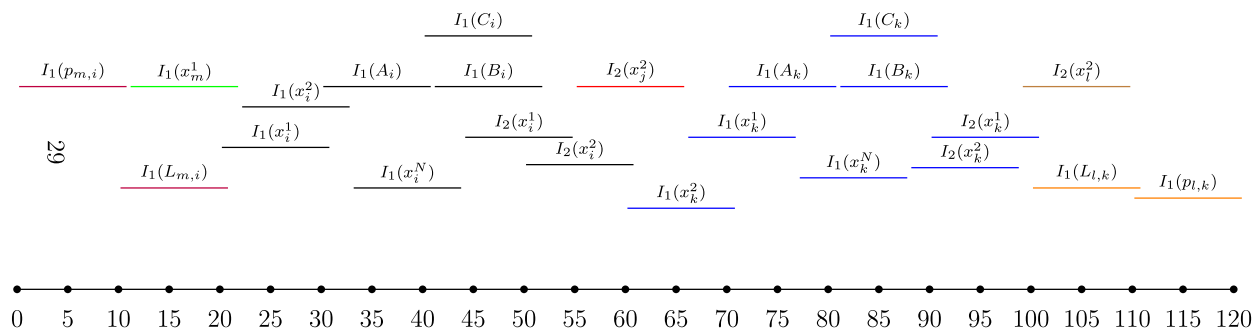 I_1(C_i) I_1(C_k)
I_1(p_{m,i}) I_1(x_m^1) I_1(A_i) I_1(B_i) I_2(x_j^2) I_1(A_k) I_1(B_k) I_2(x_l^2)
I_1(x_i^2)
I_1(x_i^1) I_2(x_i^1) I_1(x_k^1) I_2(x_k^1)
29 I_2(x_i^2) I_2(x_k^2)
I_1(L_{m,i}) I_1(x_i^N) I_1(x_k^N) I_1(L_{l,k})
I_1(x_k^2) I_1(p_{l,k})
0 5 10 15 20 25 30 35 40 45 50 55 60 65 70 75 80 85 90 95 100 105 110 115 120